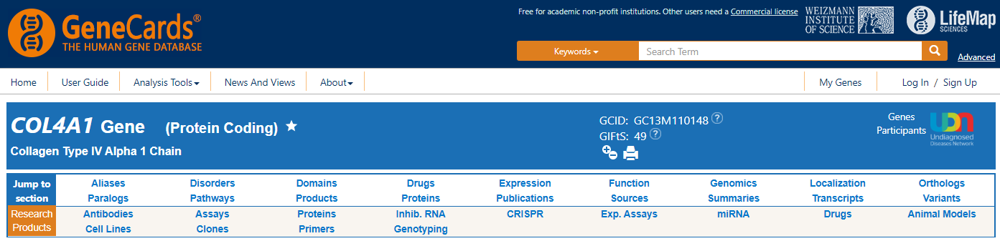 GeneCards®
THE HUMAN GENE DATABASE
Free for academic non-profit institutions. Other users need a Commercial license
WEIZMANN
INSTITUTE
OF SCIENCE
LifeMap
SCIENCES
Keywords
Search Term
Advanced
Home User Guide Analysis Tools News And Views About My Genes Log In / Sign Up
COL4A1 Gene (Protein Coding)
Collagen Type IV Alpha 1 Chain
GCID: GC13M110148 ?
GIFtS: 49 ?
Genes
Participants
UDN
Undiagnosed
Diseases Network
Jump to
section
Aliases Disorders Domains Drugs Expression Function Genomics Localization Orthologs
Paralogs Pathways Products Proteins Publications Sources Summaries Transcripts Variants
Research
Products
Antibodies Assays Proteins Inhib. RNA CRISPR Exp. Assays miRNA Drugs Animal Models
Cell Lines Clones Primers Genotyping